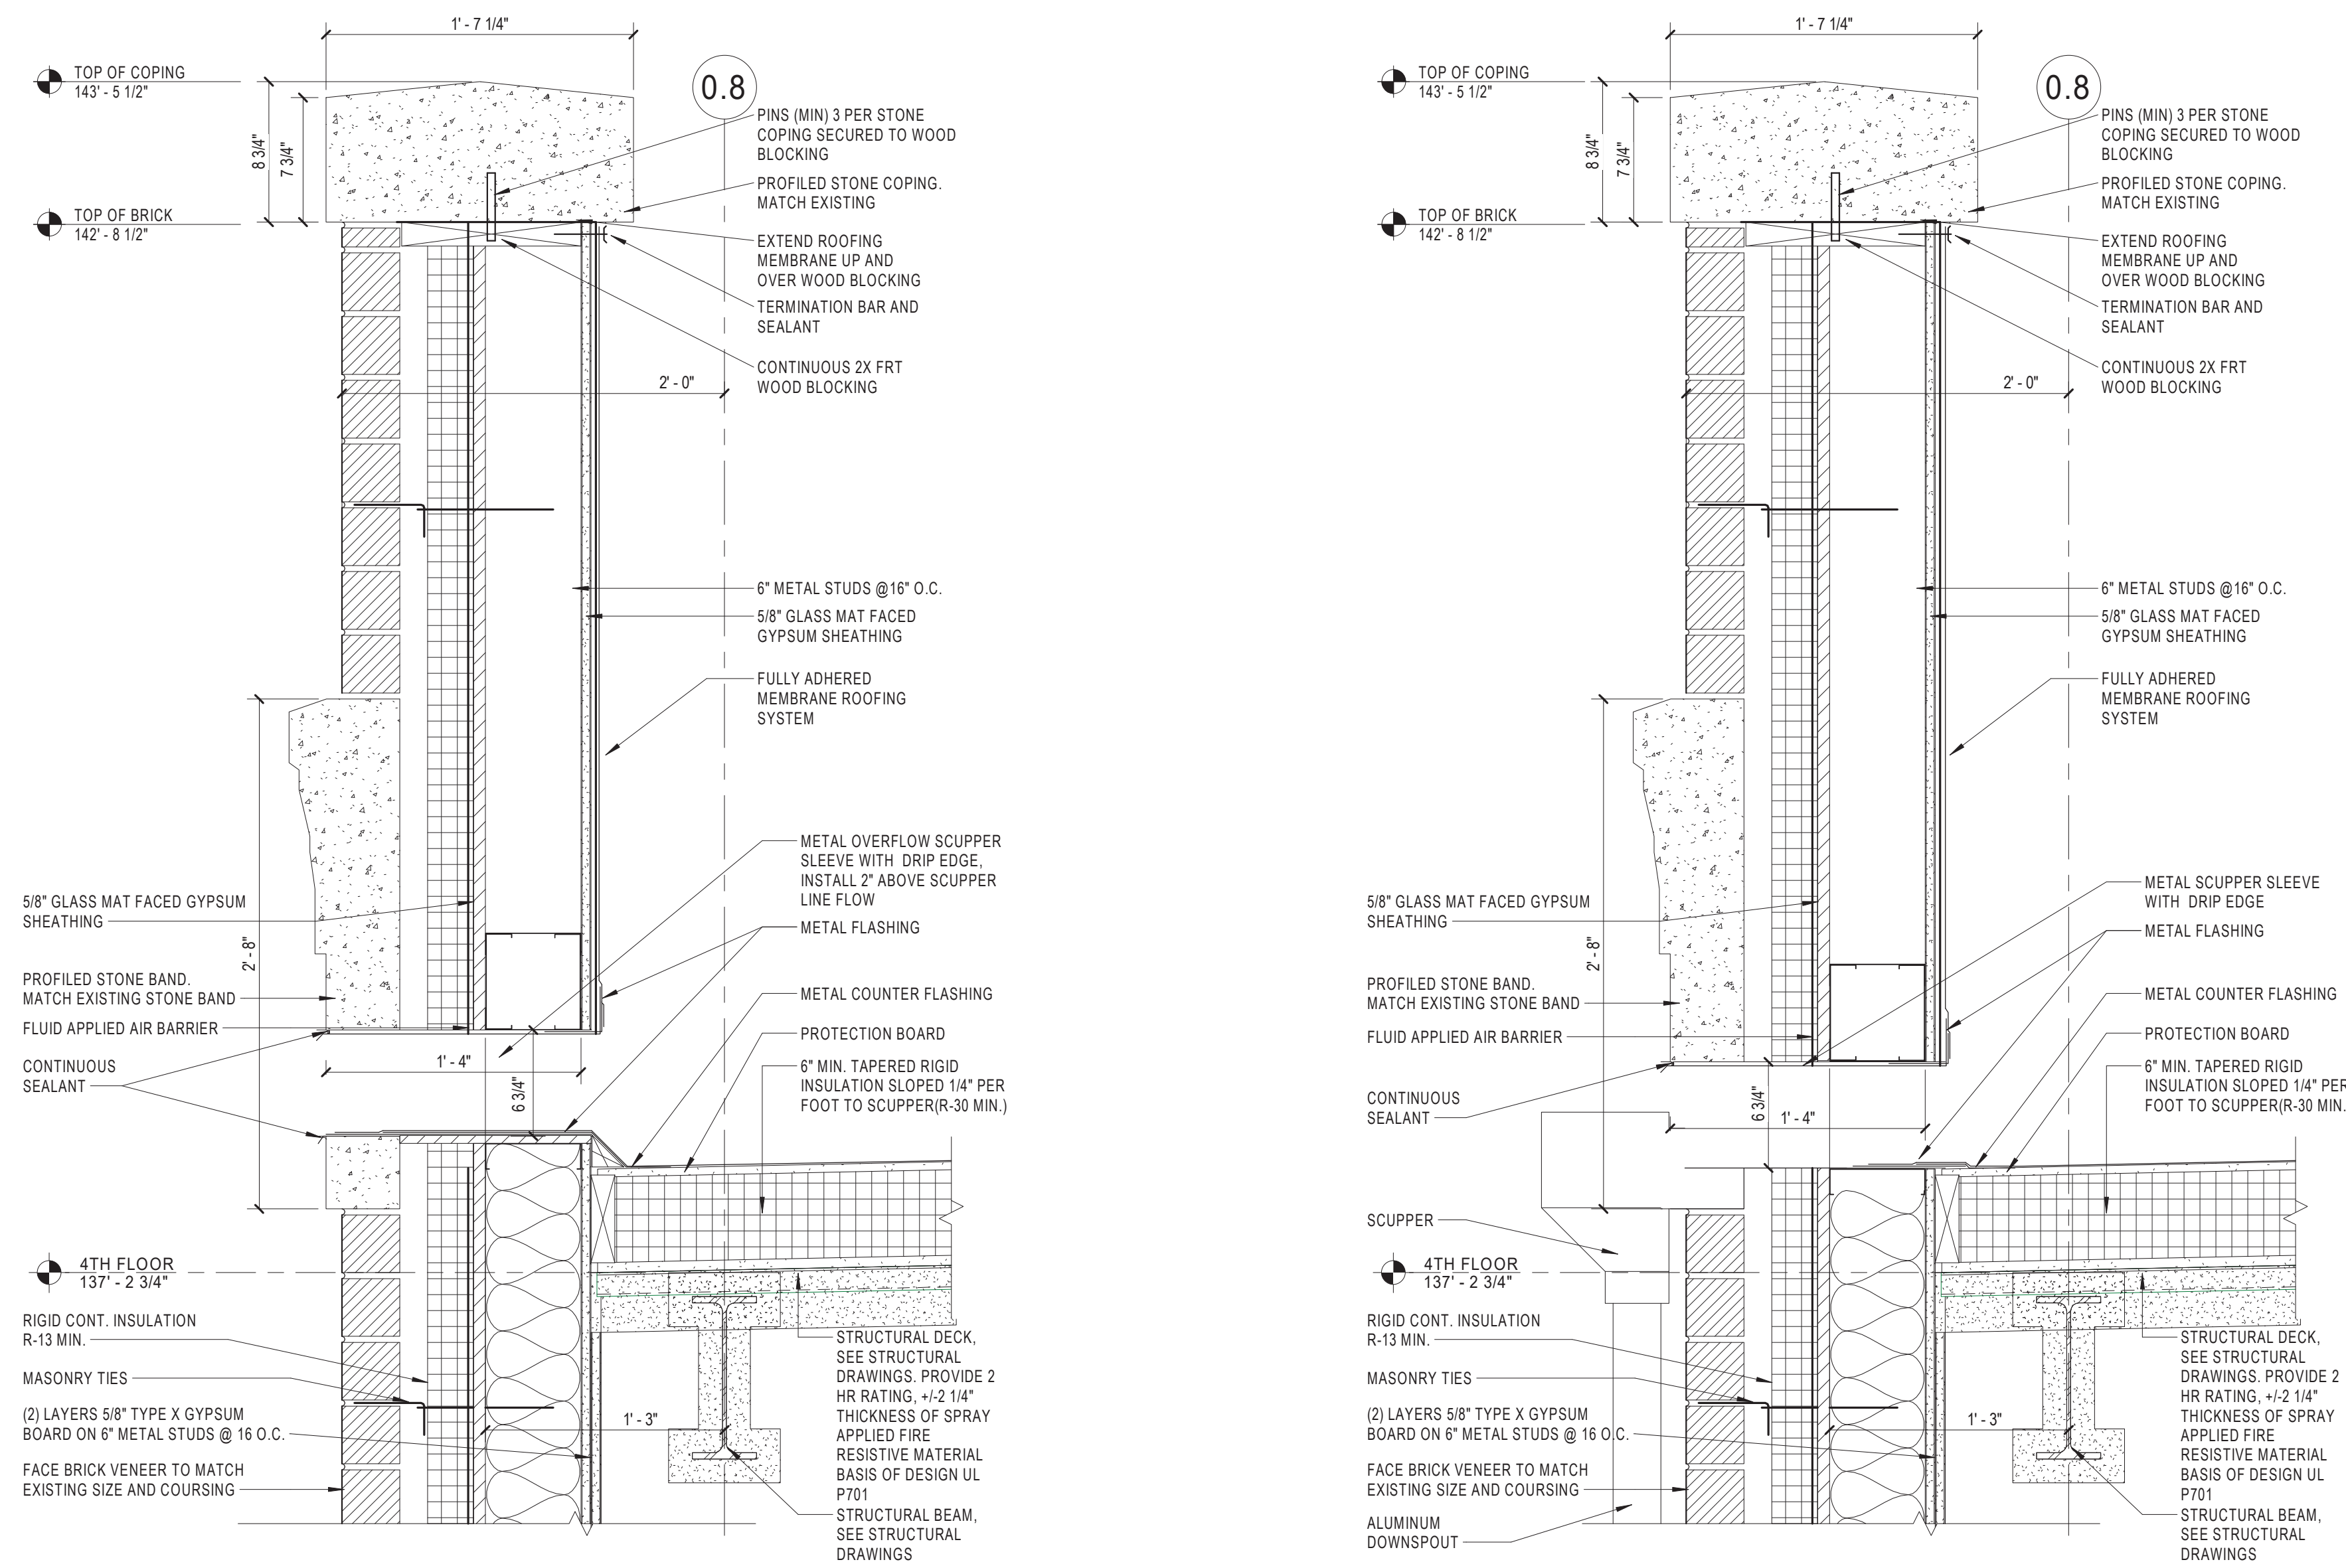 1' - 7 1/4"
TOP OF COPING
143' - 5 1/2"
0.8
8 3/4"
7 3/4"
PINS (MIN) 3 PER STONE
COPING SECURED TO WOOD
BLOCKING
PROFILED STONE COPING.
MATCH EXISTING
TOP OF BRICK
142' - 8 1/2"
EXTEND ROOFING
MEMBRANE UP AND
OVER WOOD BLOCKING
TERMINATION BAR AND
SEALANT
CONTINUOUS 2X FRT
WOOD BLOCKING
2' - 0"
6" METAL STUDS @16" O.C.
5/8" GLASS MAT FACED
GYPSUM SHEATHING
FULLY ADHERED
MEMBRANE ROOFING
SYSTEM
METAL OVERFLOW SCUPPER
SLEEVE WITH DRIP EDGE,
INSTALL 2" ABOVE SCUPPER
LINE FLOW
METAL FLASHING
METAL COUNTER FLASHING
PROTECTION BOARD
6" MIN. TAPERED RIGID
INSULATION SLOPED 1/4" PER
FOOT TO SCUPPER(R-30 MIN.)
5/8" GLASS MAT FACED GYPSUM
SHEATHING
2' - 8"
PROFILED STONE BAND.
MATCH EXISTING STONE BAND
FLUID APPLIED AIR BARRIER
CONTINUOUS
SEALANT
1' - 4"
6 3/4"
4TH FLOOR
137' - 2 3/4"
RIGID CONT. INSULATION
R-13 MIN.
MASONRY TIES
(2) LAYERS 5/8" TYPE X GYPSUM
BOARD ON 6" METAL STUDS @ 16 O.C.
FACE BRICK VENEER TO MATCH
EXISTING SIZE AND COURSING
1' - 3"
STRUCTURAL DECK,
SEE STRUCTURAL
DRAWINGS. PROVIDE 2
HR RATING, +/-2 1/4"
THICKNESS OF SPRAY
APPLIED FIRE
RESISTIVE MATERIAL
BASIS OF DESIGN UL
P701
STRUCTURAL BEAM,
SEE STRUCTURAL
DRAWINGS
1' - 7 1/4"
TOP OF COPING
143' - 5 1/2"
0.8
8 3/4"
7 3/4"
PINS (MIN) 3 PER STONE
COPING SECURED TO WOOD
BLOCKING
PROFILED STONE COPING.
MATCH EXISTING
TOP OF BRICK
142' - 8 1/2"
EXTEND ROOFING
MEMBRANE UP AND
OVER WOOD BLOCKING
TERMINATION BAR AND
SEALANT
CONTINUOUS 2X FRT
WOOD BLOCKING
2' - 0"
6" METAL STUDS @16" O.C.
5/8" GLASS MAT FACED
GYPSUM SHEATHING
FULLY ADHERED
MEMBRANE ROOFING
SYSTEM
METAL SCUPPER SLEEVE
WITH DRIP EDGE
METAL FLASHING
METAL COUNTER FLASHING
PROTECTION BOARD
6" MIN. TAPERED RIGID
INSULATION SLOPED 1/4" PER
FOOT TO SCUPPER(R-30 MIN.
5/8" GLASS MAT FACED GYPSUM
SHEATHING
2' - 8"
PROFILED STONE BAND.
MATCH EXISTING STONE BAND
FLUID APPLIED AIR BARRIER
CONTINUOUS
SEALANT
6 3/4"
1' - 4"
SCUPPER
4TH FLOOR
137' - 2 3/4"
RIGID CONT. INSULATION
R-13 MIN.
MASONRY TIES
(2) LAYERS 5/8" TYPE X GYPSUM
BOARD ON 6" METAL STUDS @ 16 O.C.
FACE BRICK VENEER TO MATCH
EXISTING SIZE AND COURSING
ALUMINUM
DOWNSPOUT
1' - 3"
STRUCTURAL DECK,
SEE STRUCTURAL
DRAWINGS. PROVIDE 2
HR RATING, +/-2 1/4"
THICKNESS OF SPRAY
APPLIED FIRE
RESISTIVE MATERIAL
BASIS OF DESIGN UL
P701
STRUCTURAL BEAM,
SEE STRUCTURAL
DRAWINGS